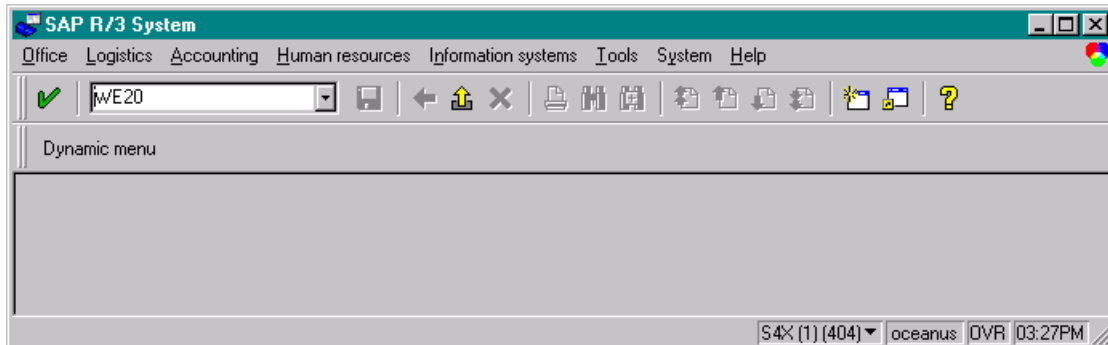 SAP R/3 System
Office Logistics Accounting Human resources Information systems Tools System Help
WE20
Dynamic menu
S4X (1) (404) oceanus OVR 03:27PM